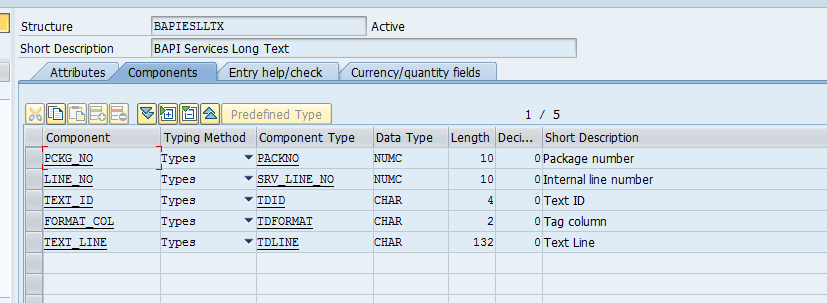 Structure BAPIESLLTX Active
Short Description BAPI Services Long Text
Attributes Components Entry help/check Currency/quantity fields
Predefined Type 1 / 5
Component Typing Method Component Type Data Type Length Deci... Short Description
PCKG_NO Types PACKNO NUMC 10 0 Package number
LINE_NO Types SRV_LINE_NO NUMC 10 0 Internal line number
TEXT_ID Types TDID CHAR 4 0 Text ID
FORMAT_COL Types TDFORMAT CHAR 2 0 Tag column
TEXT_LINE Types TDLINE CHAR 132 0 Text Line